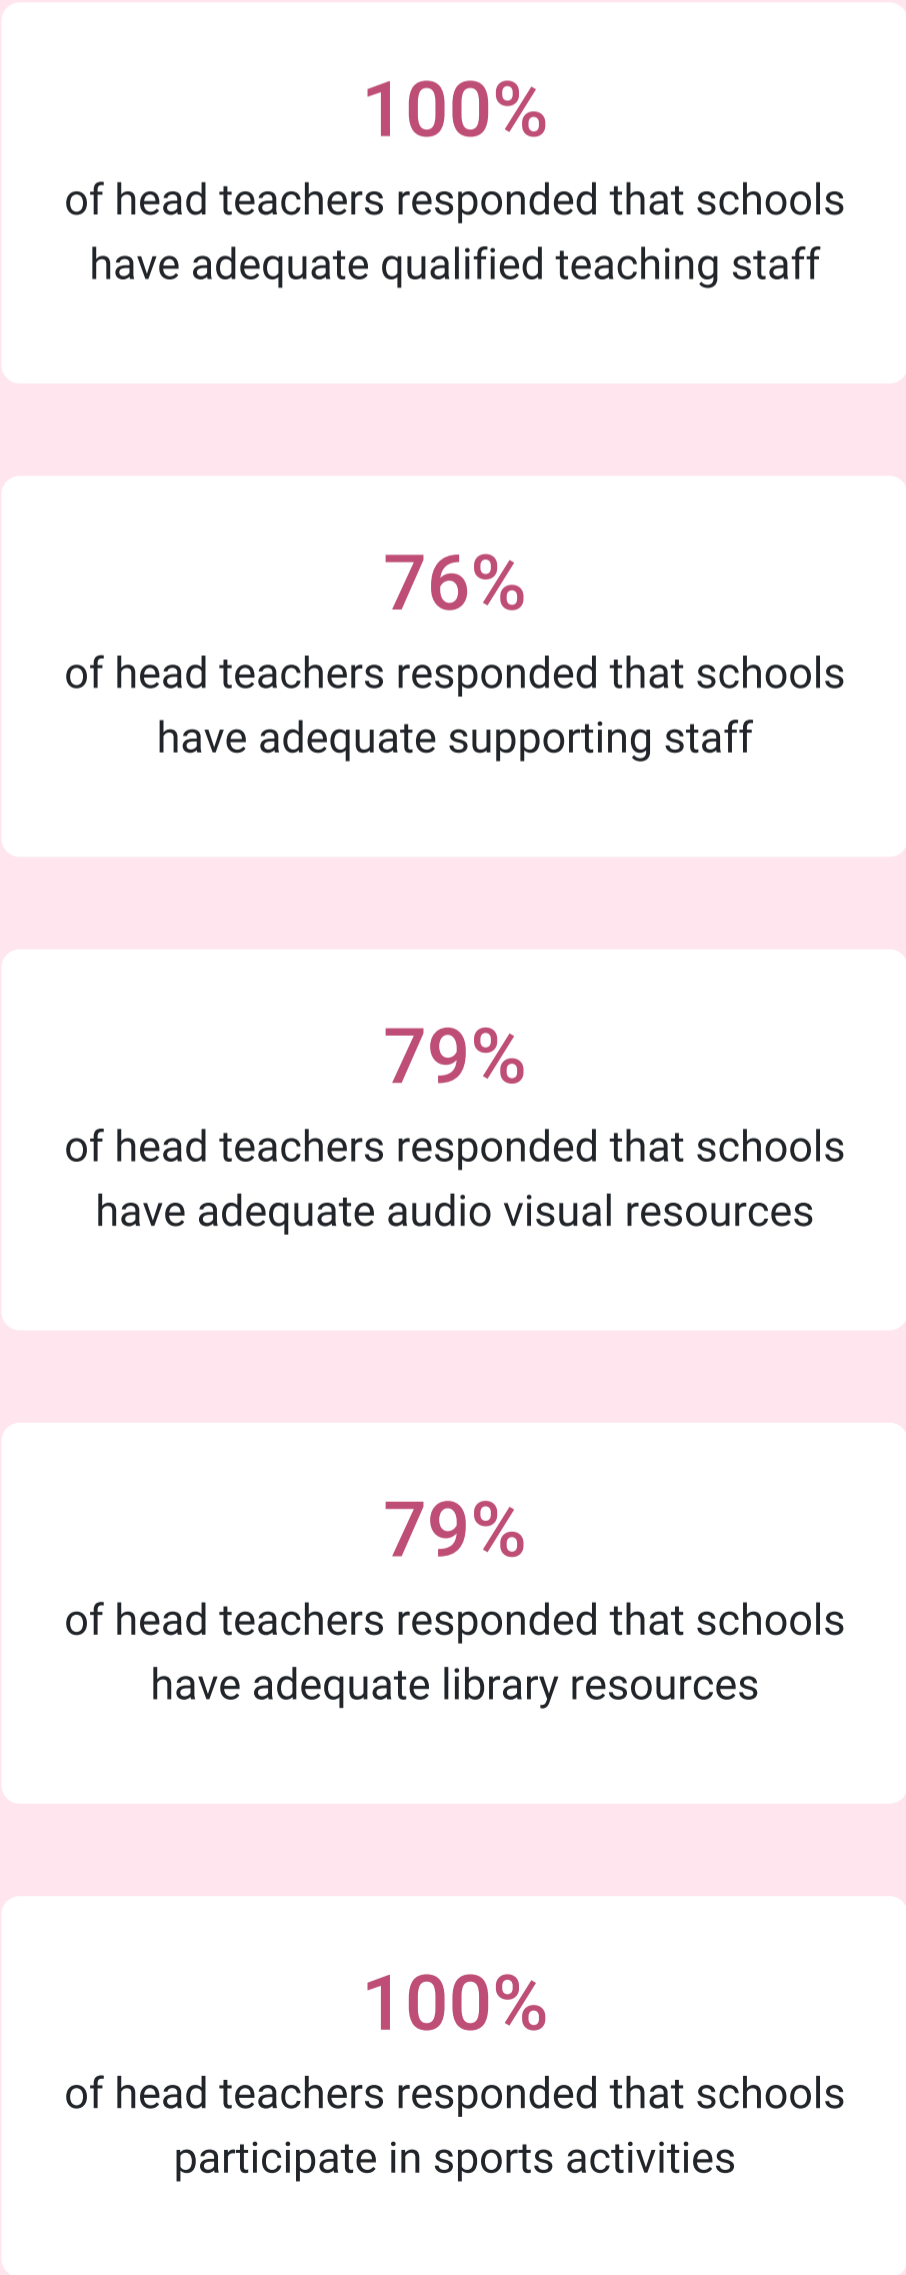 100%
of head teachers responded that schools
have adequate qualified teaching staff
76%
of head teachers responded that schools
have adequate supporting staff
79%
of head teachers responded that schools
have adequate audio visual resources
79%
of head teachers responded that schools
have adequate library resources
100%
of head teachers responded that schools
participate in sports activities